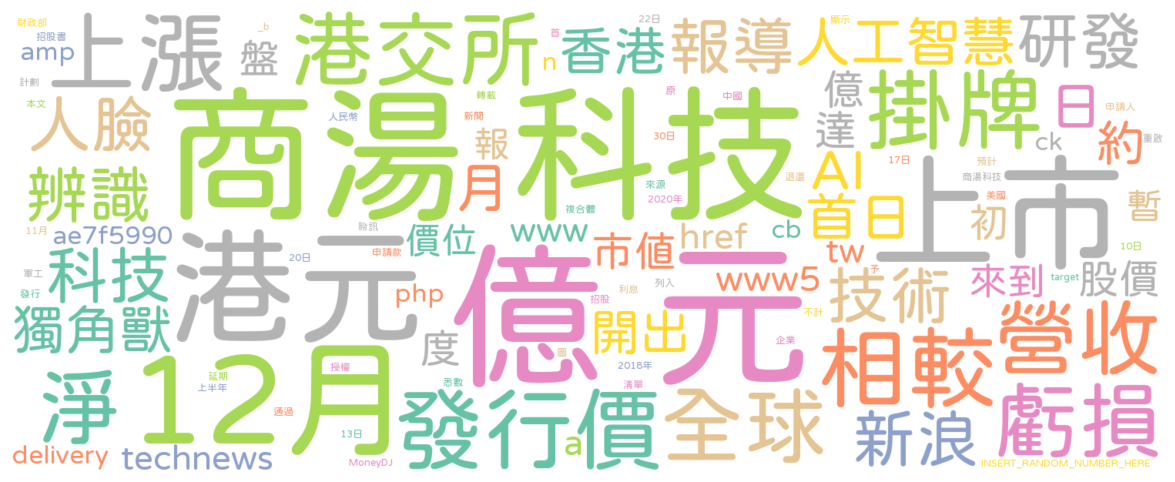 財政部
招股書
amp
計劃
上漲
_b
盤
港交所
首
n
22日
香港
報導
顯示
人工智慧
研發
本文
人臉
商湯科技
人民幣
轉載
新聞
報
原
中國
30日
億
達
掛牌
日
申請人
約
重啟
ck
辨識
月
來源
2020年
複合體
退還
17日
AI
首日
預計
商湯科技
美國
初
上市
暫
11月
ae7f5990
聆訊
申請款
價位
www
市值
href
cb
tw
10日
軍工
發行
科技
港元
20日
php
億元
利息
列入
www5
予
技術
來到
target
股價
獨角獸
度
招股
開出
圖
企業
不計
相較
營收
延期
上半年
授權
悉數
2018年
清單
淨
12月
通過
13日
發行價
a
全球
新浪
虧損
delivery
technews
MoneyDJ
INSERT_RANDOM_NUMBER_HERE